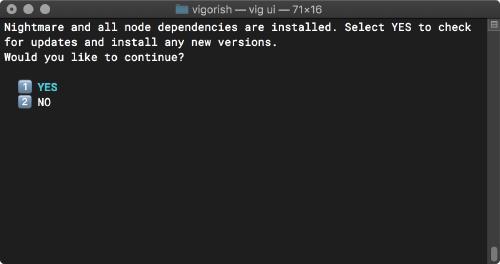 vigorish — vig ui — 71×16
Nightmare and all node dependencies are installed. Select YES to check
for updates and install any new versions.
Would you like to continue?
1 YES
2 NO